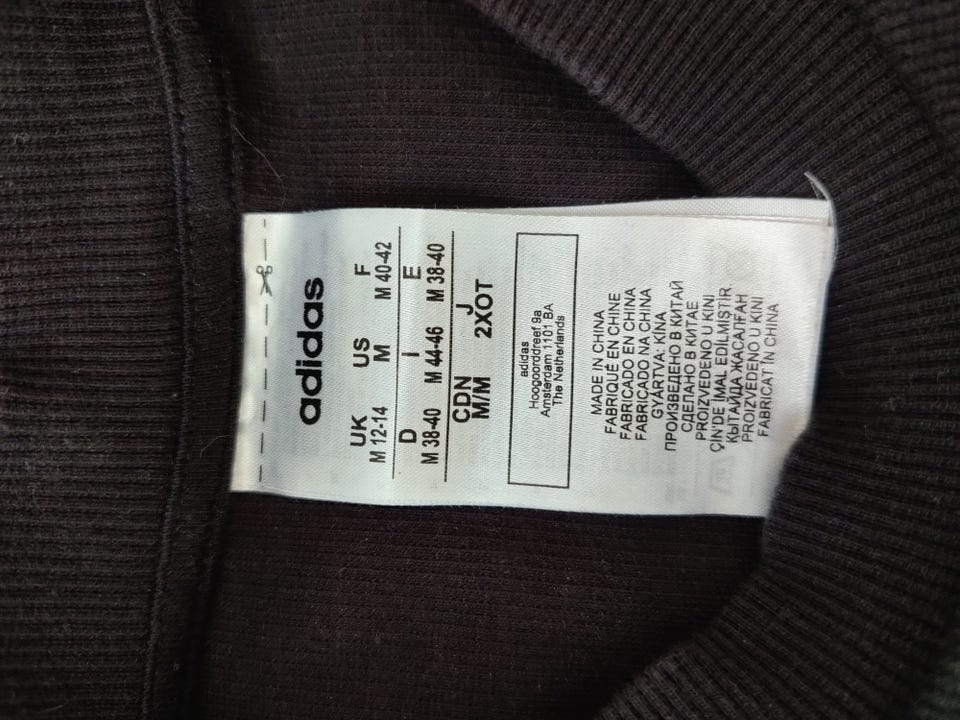 adidas
UK US F
M 12-14 M M 40-42
D I E
M 38-40 M 44-46 M 38-40
CDN J
M/M 2XOT
adidas
Hoogoorddreef 9a
Amsterdam 1101 BA
The Netherlands
MADE IN CHINA
FABRIQUÉ EN CHINE
FABRICADO EN CHINA
FABRICADO NA CHINA
GYÁRTVA: KÍNA
ПРОИЗВЕДЕНО В КИТАЙ
СДЕЛАНО В КИТАЕ
PROIZVEDENO U KINI
ÇİN'DE İMAL EDİLMİŞTİR
ҚЫТАЙДА ЖАСАЛҒАН
PROIZVEDENO U KINI
FABRICAT ÎN CHINA